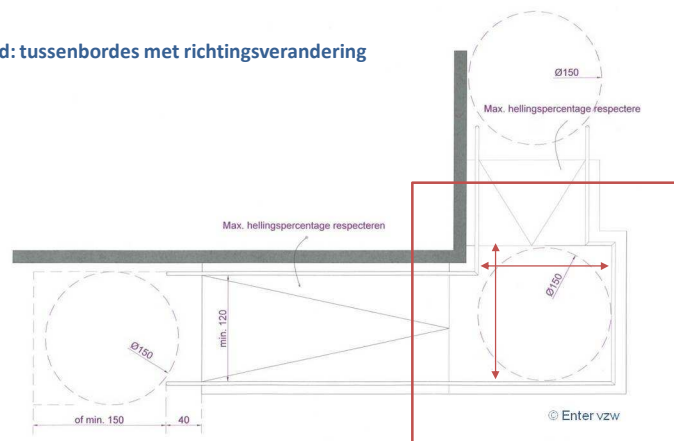 d: tussenbordes met richtingsverandering
Ø150
Max. hellingspercentage respectere
Max. hellingspercentage respecteren
min. 120
Ø150
Ø150
of min. 150
40
© Enter vzw